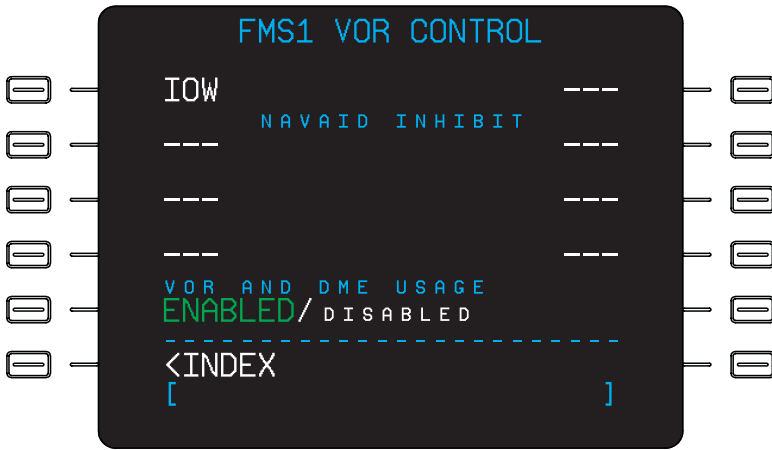 FMS1 VOR CONTROL
IOW ---
NAVAID INHIBIT
--- ---
--- ---
--- ---
VOR AND DME USAGE
ENABLED/DISABLED
------------------------
<INDEX
[ ]